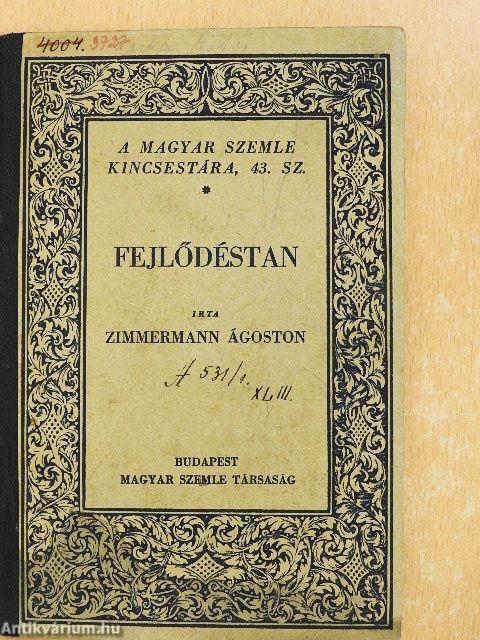 4004. 3727
A MAGYAR SZEMLE
KINCSESTÁRA, 43. SZ.
*
FEJLŐDÉSTAN
IRTA
ZIMMERMANN ÁGOSTON
A 531/1.
XLIII.
BUDAPEST
MAGYAR SZEMLE TÁRSASÁG
Antikvárium.hu